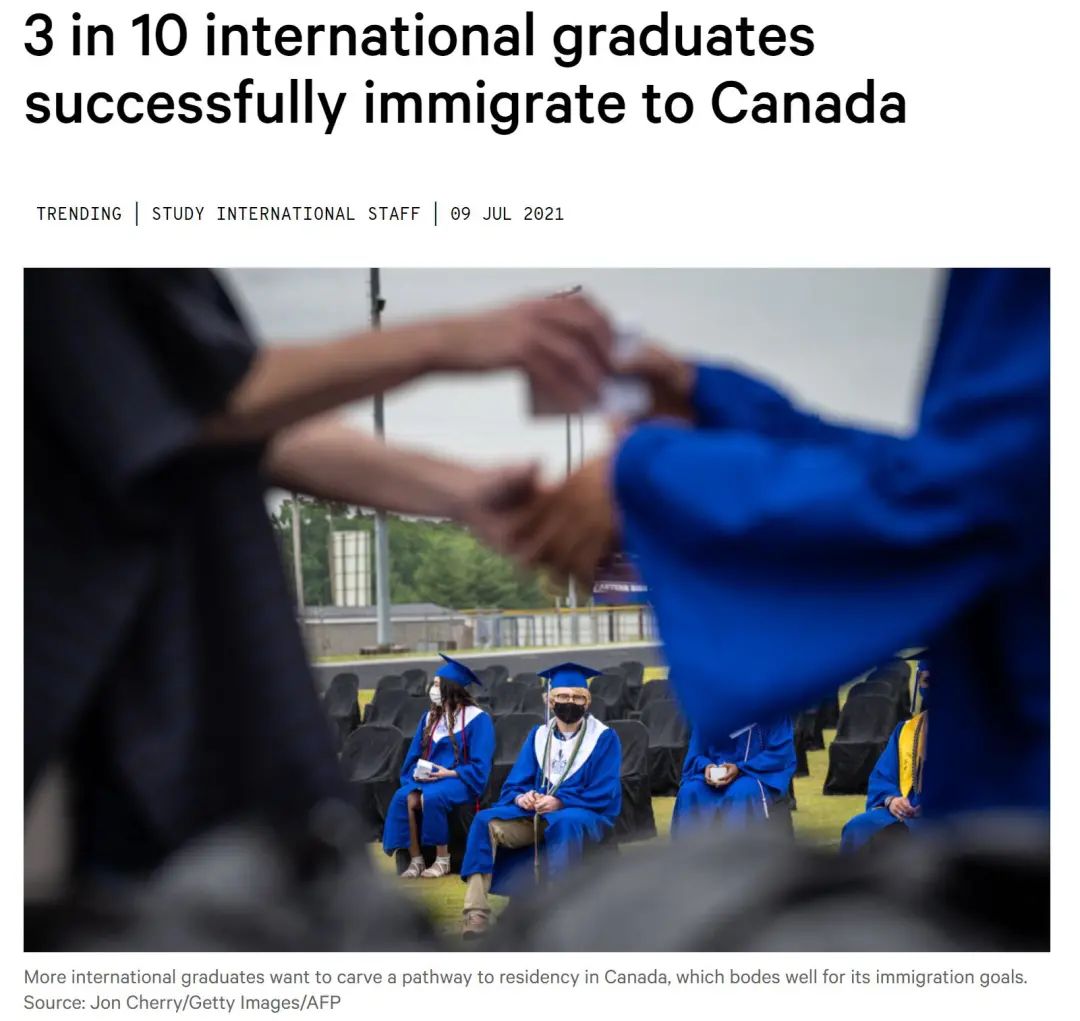 3 in 10 international graduates
successfully immigrate to Canada
TRENDING | STUDY INTERNATIONAL STAFF | 09 JUL 2021
More international graduates want to carve a pathway to residency in Canada, which bodes well for its immigration goals.
Source: Jon Cherry/Getty Images/AFP